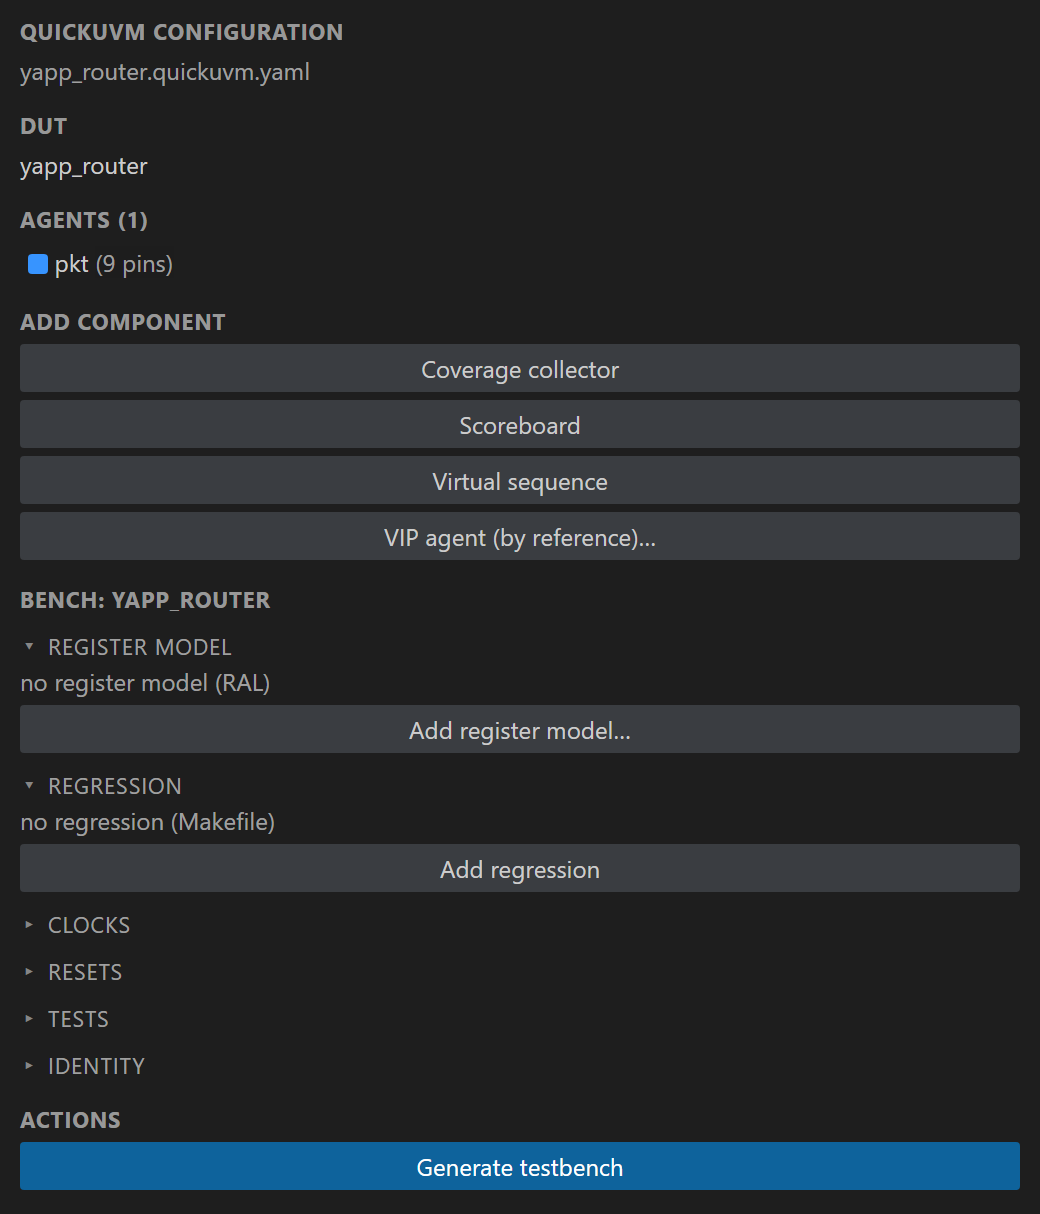 QUICKUVM CONFIGURATION
yapp_router.quickuvm.yaml
DUT
yapp_router
AGENTS (1)
pkt (9 pins)
ADD COMPONENT
Coverage collector
Scoreboard
Virtual sequence
VIP agent (by reference)...
BENCH: YAPP_ROUTER
REGISTER MODEL
no register model (RAL)
Add register model...
REGRESSION
no regression (Makefile)
Add regression
CLOCKS
RESETS
TESTS
IDENTITY
ACTIONS
Generate testbench